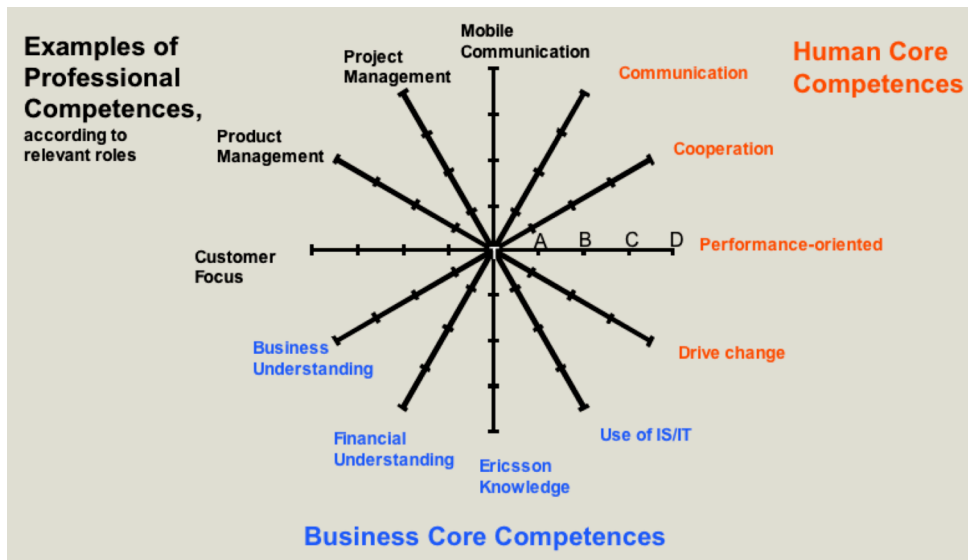 Examples of
Professional
Competences,
according to
relevant roles
Mobile
Communication
Project
Management
Product
Management
Customer
Focus
Human Core
Competences
Communication
Cooperation
A B C D
Performance-oriented
Drive change
Use of IS/IT
Business
Understanding
Financial
Understanding
Ericsson
Knowledge
Business Core Competences